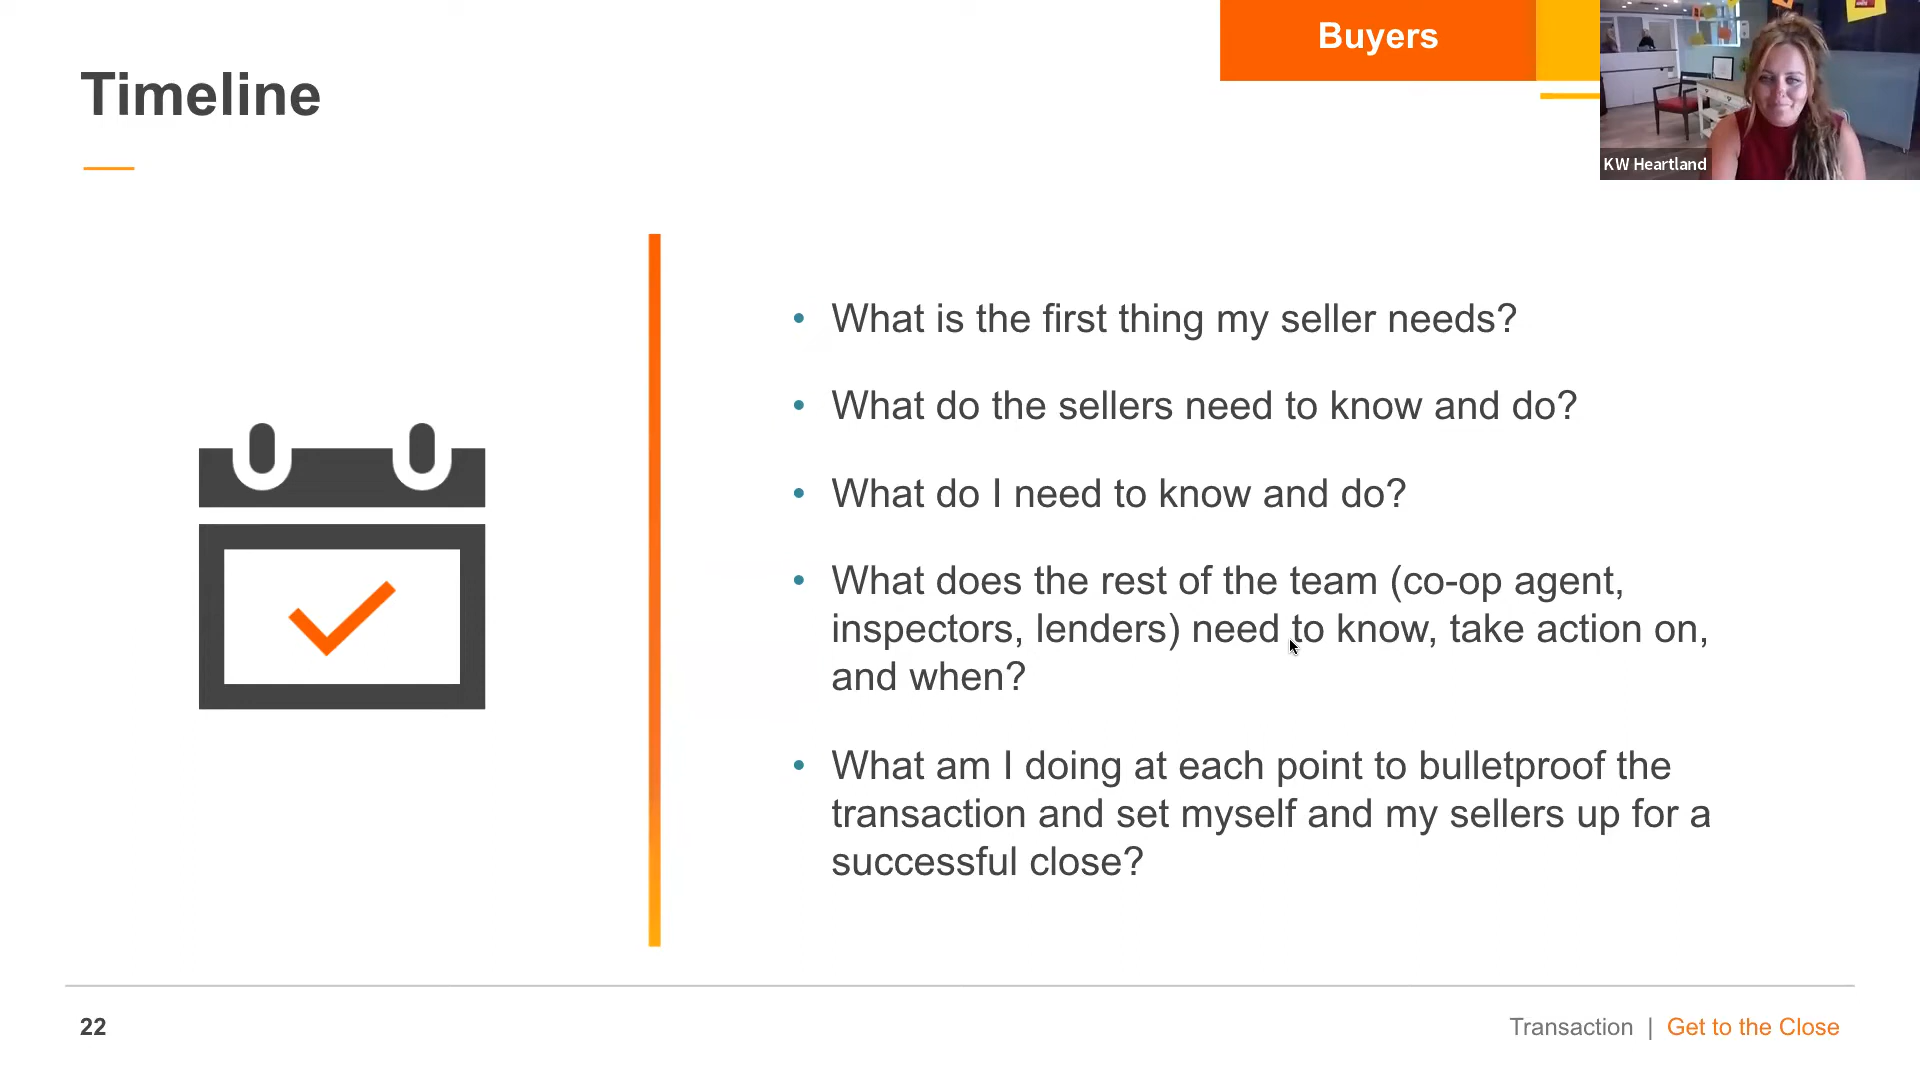 Buyers
Timeline
KW Heartland
• What is the first thing my seller needs?
• What do the sellers need to know and do?
• What do I need to know and do?
• What does the rest of the team (co-op agent,
inspectors, lenders) need to know, take action on,
and when?
• What am I doing at each point to bulletproof the
transaction and set myself and my sellers up for a
successful close?
22
Transaction | Get to the Close